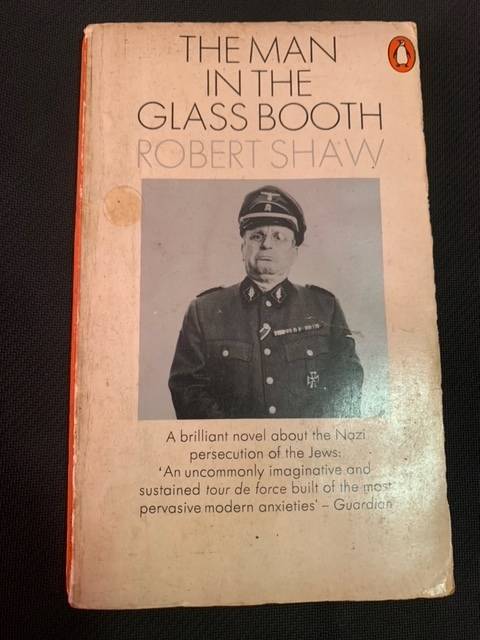 THE MAN
IN THE
GLASS BOOTH
ROBERT SHAW
A brilliant novel about the Nazi
persecution of the Jews:
‘An uncommonly imaginative and
sustained tour de force built of the most
pervasive modern anxieties’ – Guardian